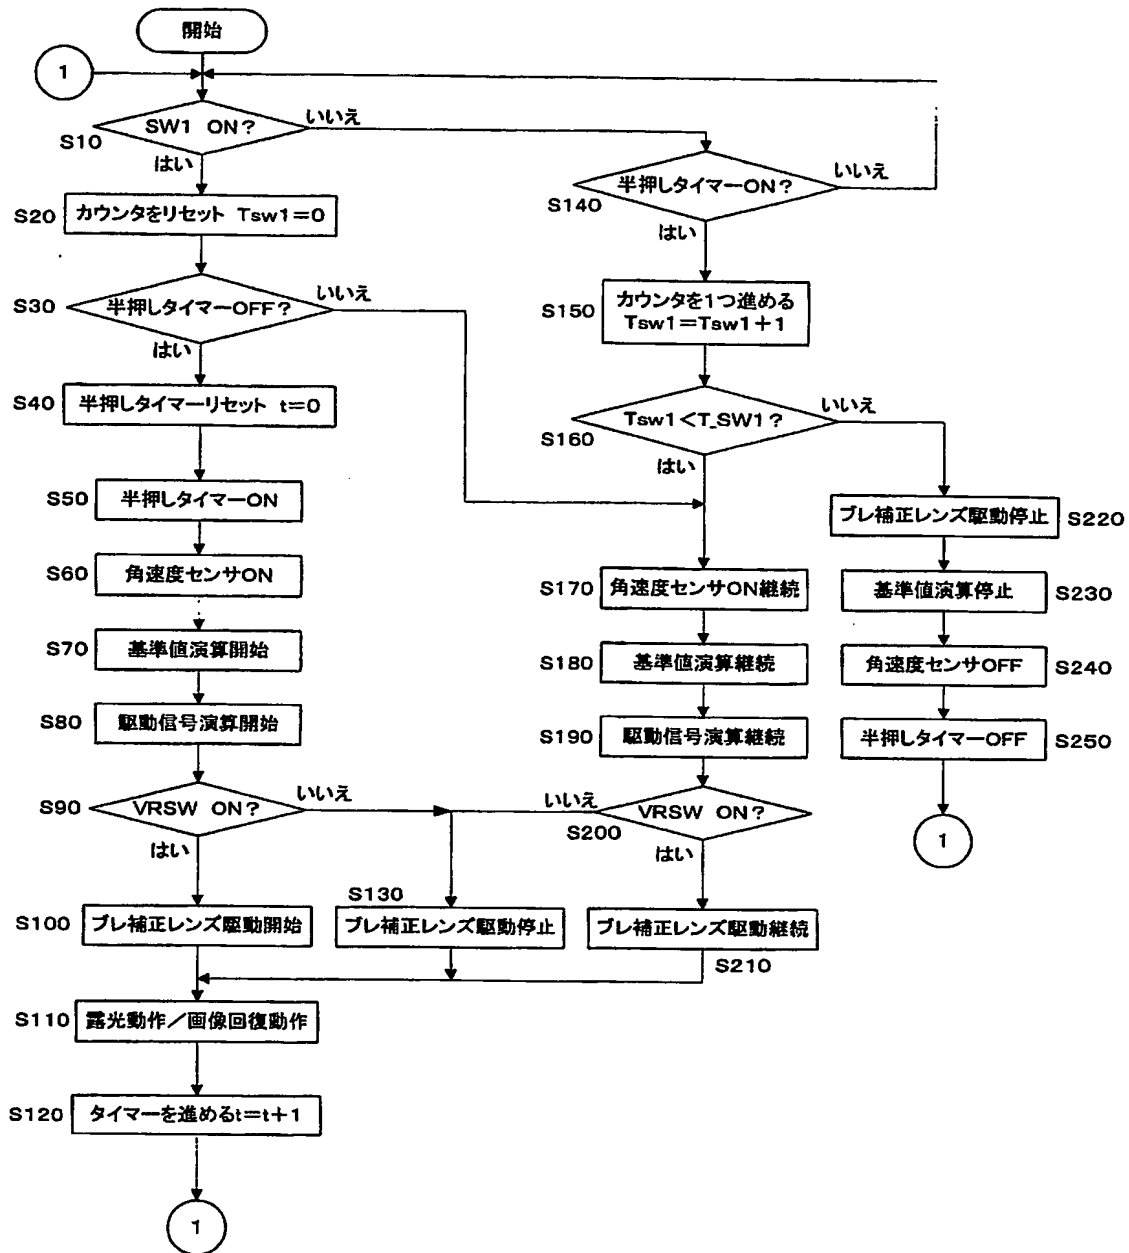 開始
1
SW1 ON?
いいえ
S10
はい
半押しタイマーON?
いいえ
S140
はい
S20
カウンタをリセット Tsw1=0
S30
半押しタイマーOFF?
いいえ
はい
S150
カウンタを1つ進める
Tsw1=Tsw1+1
S40
半押しタイマーリセット t=0
Tsw1<T_SW1?
いいえ
S160
はい
S50
半押しタイマーON
ブレ補正レンズ駆動停止
S220
S60
角速度センサON
S170
角速度センサON継続
基準値演算停止
S230
S70
基準値演算開始
S180
基準値演算継続
角速度センサOFF
S240
S80
駆動信号演算開始
S190
駆動信号演算継続
半押しタイマーOFF
S250
S90
VRSW ON?
いいえ
はい
いいえ
VRSW ON?
S200
はい
1
S100
ブレ補正レンズ駆動開始
S130
ブレ補正レンズ駆動停止
ブレ補正レンズ駆動継続
S210
S110
露光動作/画像回復動作
S120
タイマーを進めるt=t+1
1